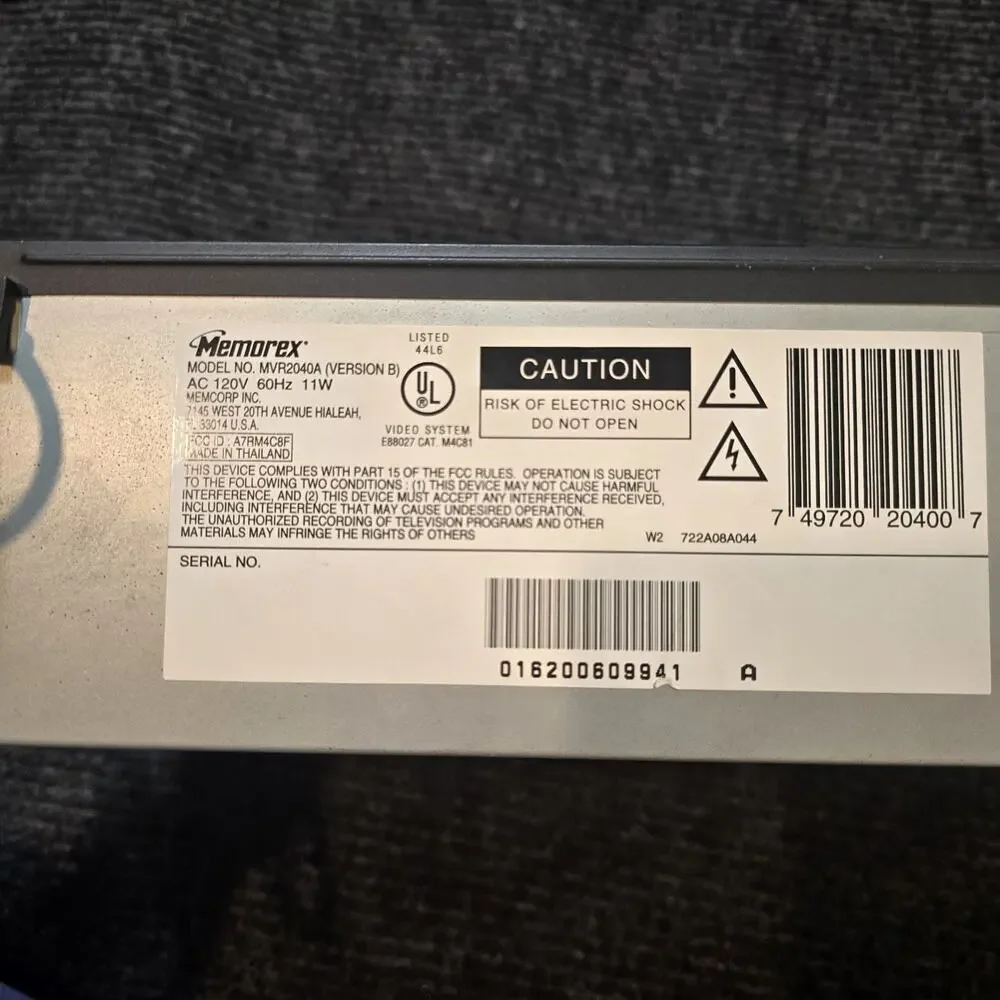 Memorex
MODEL NO. MVR2040A (VERSION B)
AC 120V 60Hz 11W
MEMCORP INC.
7145 WEST 20TH AVENUE HIALEAH,
FL 33014 U.S.A.
FCC ID : A7RM4C8F
MADE IN THAILAND
LISTED
44L6
UL
®
VIDEO SYSTEM
E88027 CAT. M4C81
CAUTION
RISK OF ELECTRIC SHOCK
DO NOT OPEN
THIS DEVICE COMPLIES WITH PART 15 OF THE FCC RULES. OPERATION IS SUBJECT
TO THE FOLLOWING TWO CONDITIONS : (1) THIS DEVICE MAY NOT CAUSE HARMFUL
INTERFERENCE, AND (2) THIS DEVICE MUST ACCEPT ANY INTERFERENCE RECEIVED,
INCLUDING INTERFERENCE THAT MAY CAUSE UNDESIRED OPERATION.
THE UNAUTHORIZED RECORDING OF TELEVISION PROGRAMS AND OTHER
MATERIALS MAY INFRINGE THE RIGHTS OF OTHERS
W2 722A08A044
7 49720 20400 7
SERIAL NO.
016200609941 A